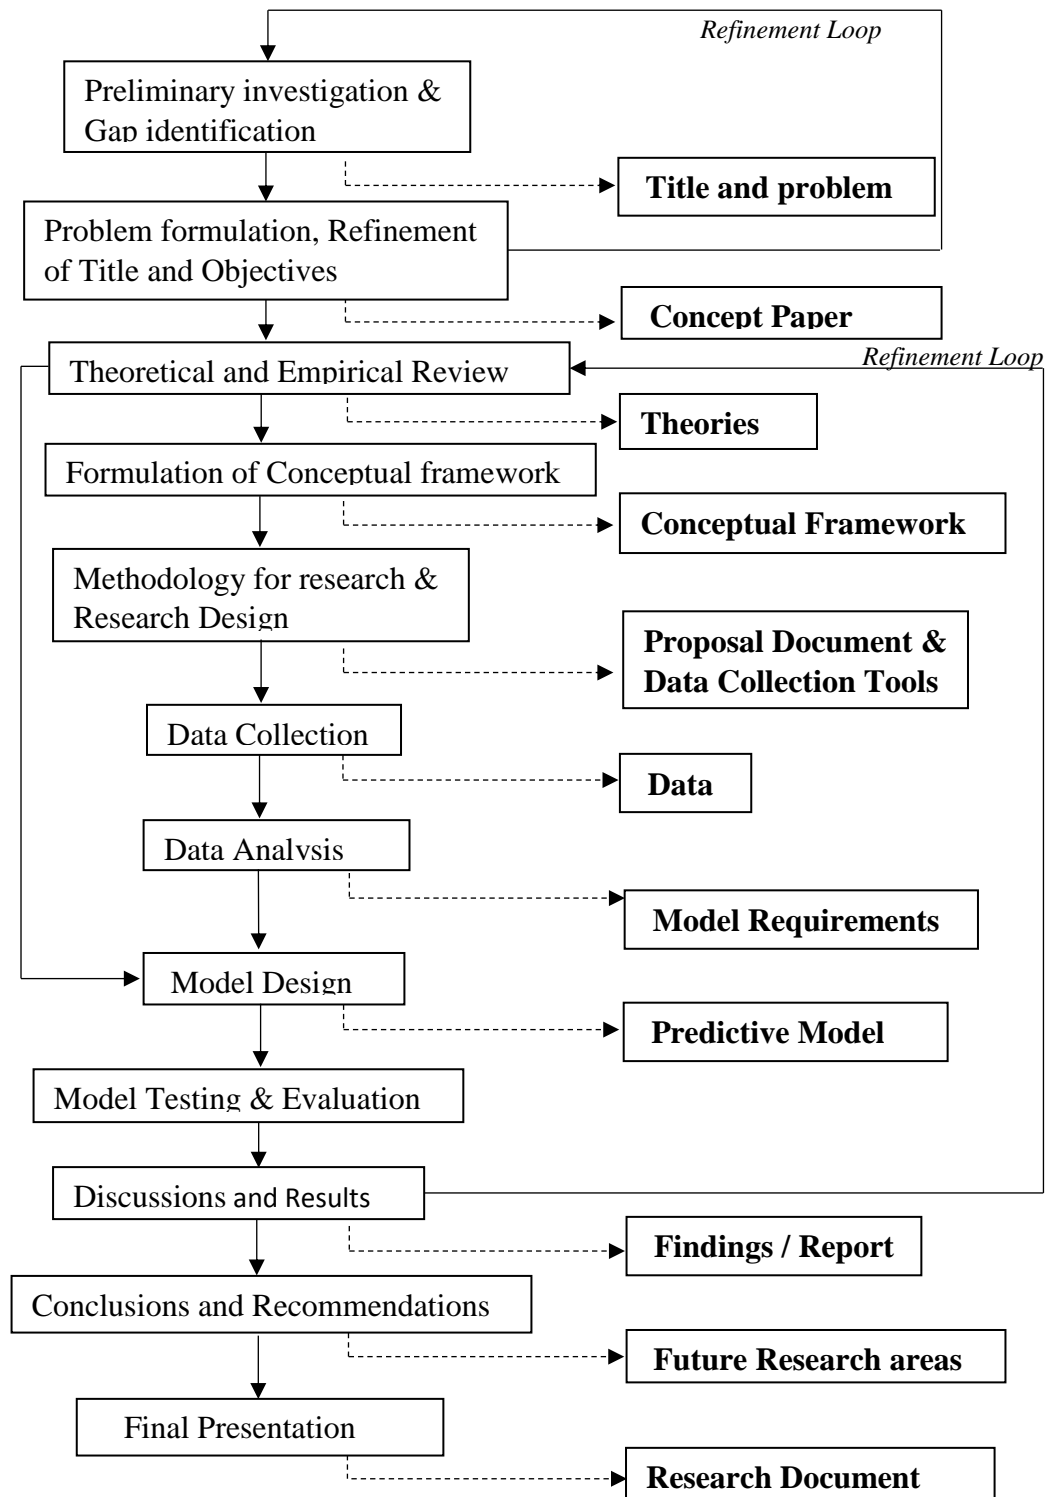 Refinement Loop
Preliminary investigation &
Gap identification
Title and problem
Problem formulation, Refinement
of Title and Objectives
Concept Paper
Refinement Loop
Theoretical and Empirical Review
Theories
Formulation of Conceptual framework
Conceptual Framework
Methodology for research &
Research Design
Proposal Document &
Data Collection Tools
Data Collection
Data
Data Analysis
Model Requirements
Model Design
Predictive Model
Model Testing & Evaluation
Discussions and Results
Findings / Report
Conclusions and Recommendations
Future Research areas
Final Presentation
Research Document